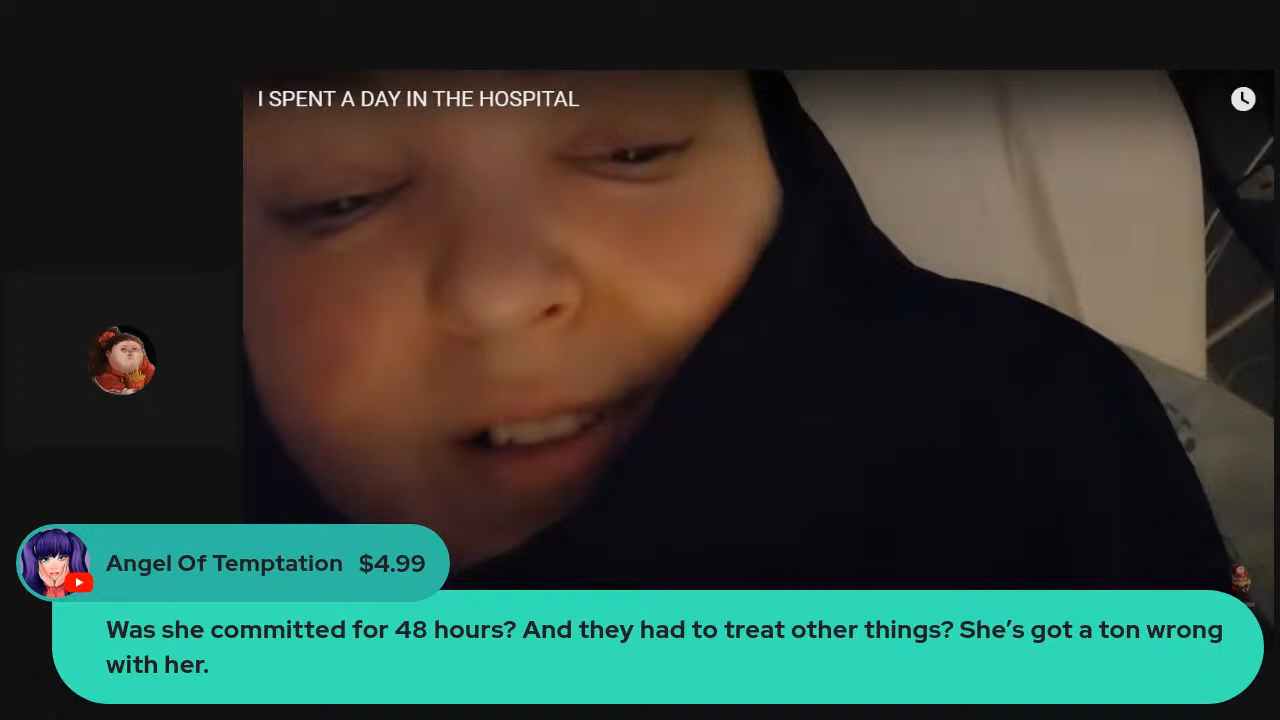 I SPENT A DAY IN THE HOSPITAL
Angel Of Temptation $4.99
Was she committed for 48 hours? And they had to treat other things? She's got a ton wrong
with her.